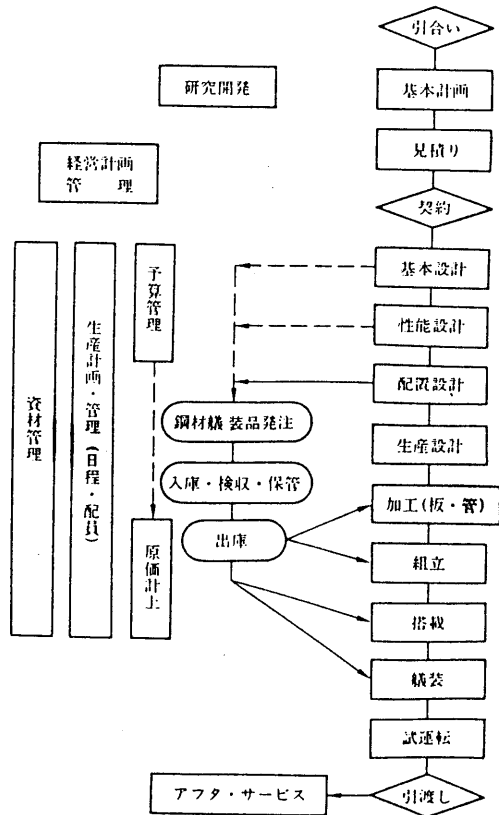 引合い
研究開発
基本計画
見積り
経営計画
管　理
契約
基本設計
予算管理
性能設計
配置設計
生産計画・管理（日程・配員）
資材管理
鋼材艤装品発注
生産設計
入庫・検収・保管
加工(板・管)
出庫
原価計上
組立
搭載
艤装
試運転
アフタ・サービス
引渡し